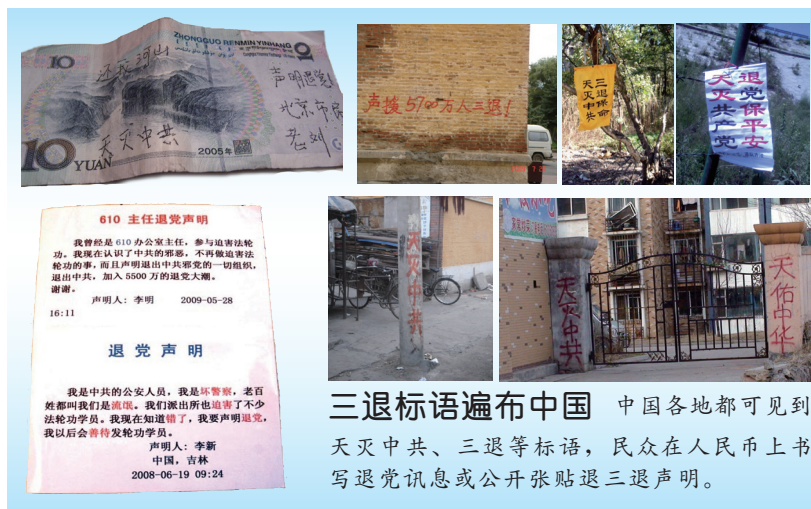 ZHONGGUO RENMIN YINHANG
10
10
YUAN
2005年
还我河山
天灭中共
声明退党
北京市民
老刘
声援5700万人三退！
三退保命
天灭中共
退党保平安
天灭共产党
610 主任退党声明
我曾经是 610 办公室主任，参与迫害法轮
功。我现在认识了中共的邪恶，不再做迫害法
轮功的事，而且声明退出中共邪党的一切组织，
退出中共，加入 5500 万的退党大潮。
谢谢。
声明人：李明 2009-05-28
16:11
退 党 声 明
我是中共的公安人员，我是坏警察，老百
姓都叫我们是流氓。我们派出所也迫害了不少
法轮功学员。我现在知道错了，我要声明退党，
我以后会善待发轮功学员。
声明人：李新
中国，吉林
2008-06-19 09:24
天灭中共
天灭中共
天佑中华
三退标语遍布中国 中国各地都可见到
天灭中共、三退等标语，民众在人民币上书
写退党讯息或公开张贴退三退声明。